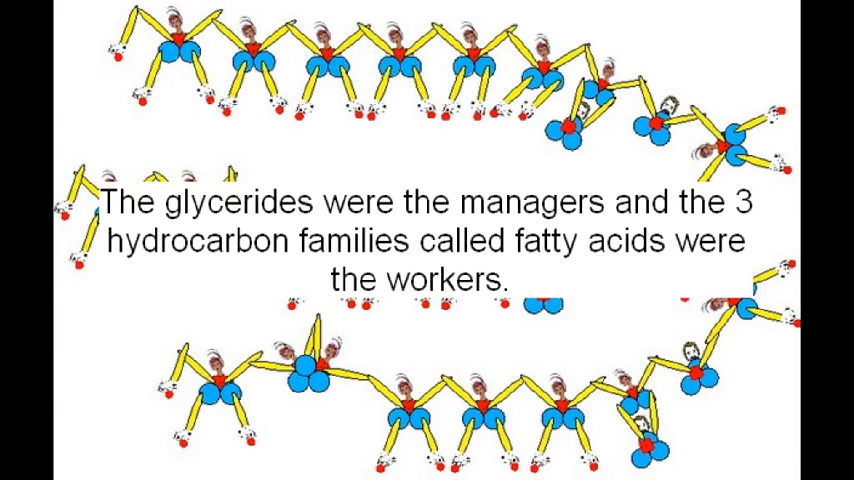 The glycerides were the managers and the 3
hydrocarbon families called fatty acids were
the workers.